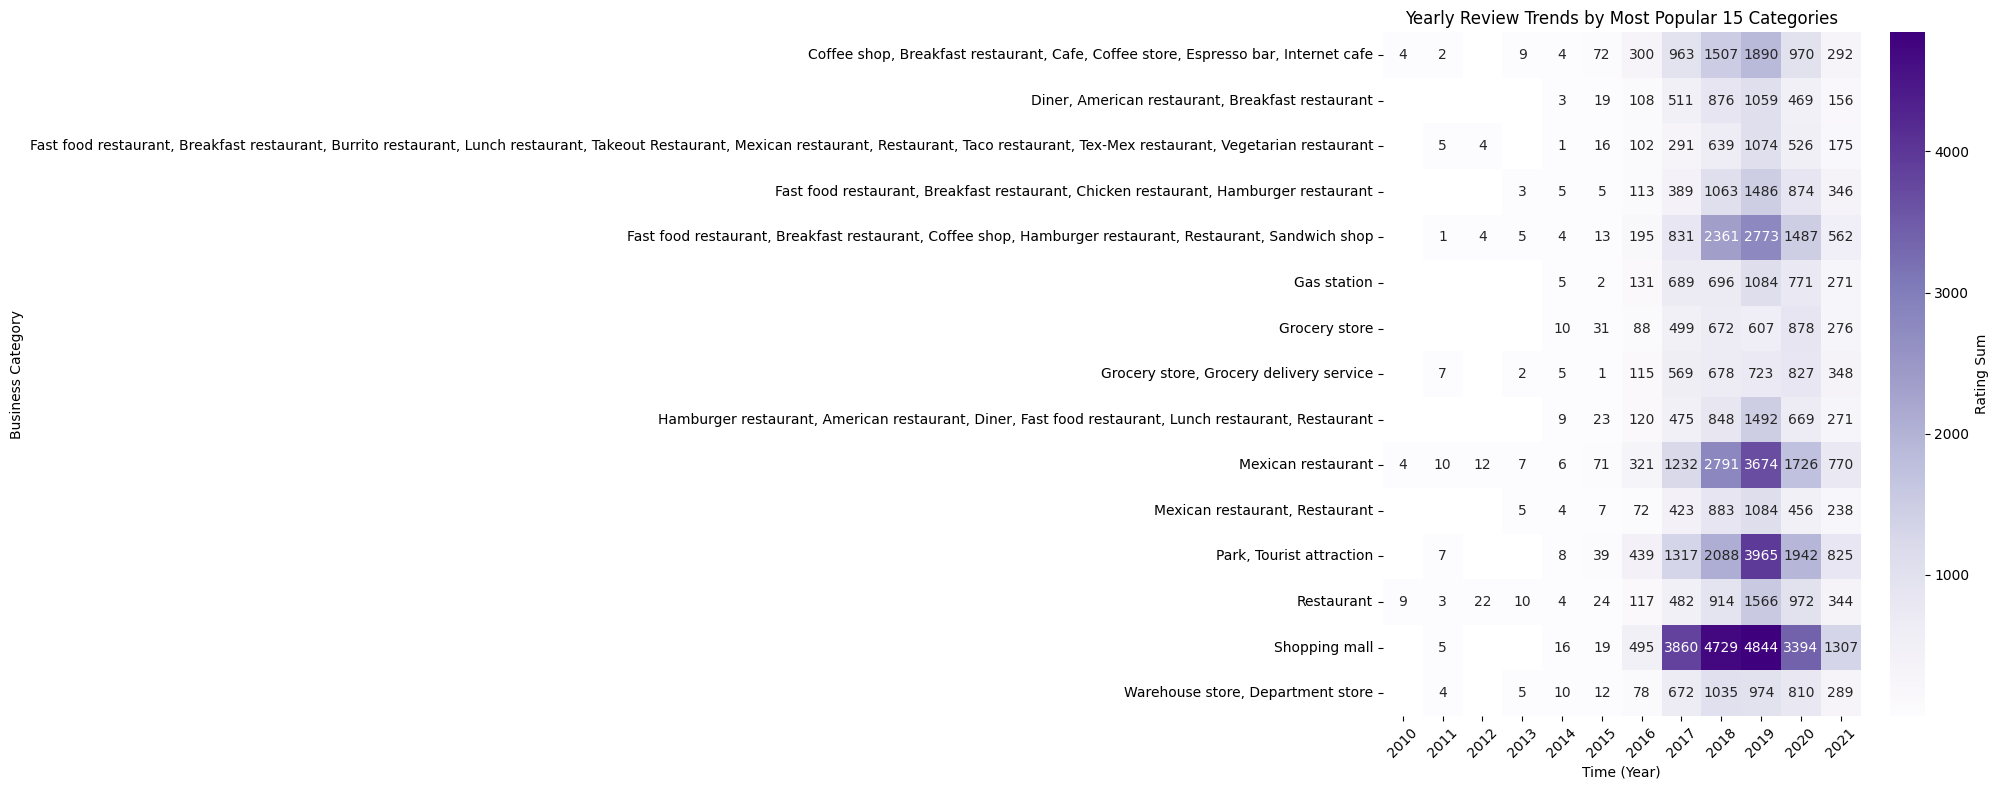 Yearly Review Trends by Most Popular 15 Categories
Coffee shop, Breakfast restaurant, Cafe, Coffee store, Espresso bar, Internet cafe 4 2 9 4 72 300 963 1507 1890 970 292
Diner, American restaurant, Breakfast restaurant 3 19 108 511 876 1059 469 156
Fast food restaurant, Breakfast restaurant, Burrito restaurant, Lunch restaurant, Takeout Restaurant, Mexican restaurant, Restaurant, Taco restaurant, Tex-Mex restaurant, Vegetarian restaurant 5 4 1 16 102 291 639 1074 526 175
Fast food restaurant, Breakfast restaurant, Chicken restaurant, Hamburger restaurant 3 5 5 113 389 1063 1486 874 346
Fast food restaurant, Breakfast restaurant, Coffee shop, Hamburger restaurant, Restaurant, Sandwich shop 1 4 5 4 13 195 831 2361 2773 1487 562
Gas station 5 2 131 689 696 1084 771 271
Grocery store 10 31 88 499 672 607 878 276
Grocery store, Grocery delivery service 7 2 5 1 115 569 678 723 827 348
Hamburger restaurant, American restaurant, Diner, Fast food restaurant, Lunch restaurant, Restaurant 9 23 120 475 848 1492 669 271
Mexican restaurant 4 10 12 7 6 71 321 1232 2791 3674 1726 770
Mexican restaurant, Restaurant 5 4 7 72 423 883 1084 456 238
Park, Tourist attraction 7 8 39 439 1317 2088 3965 1942 825
Restaurant 9 3 22 10 4 24 117 482 914 1566 972 344
Shopping mall 5 16 19 495 3860 4729 4844 3394 1307
Warehouse store, Department store 4 5 10 12 78 672 1035 974 810 289
2010 2011 2012 2013 2014 2015 2016 2017 2018 2019 2020 2021
Time (Year)
Business Category
4000
3000
2000
1000
Rating Sum